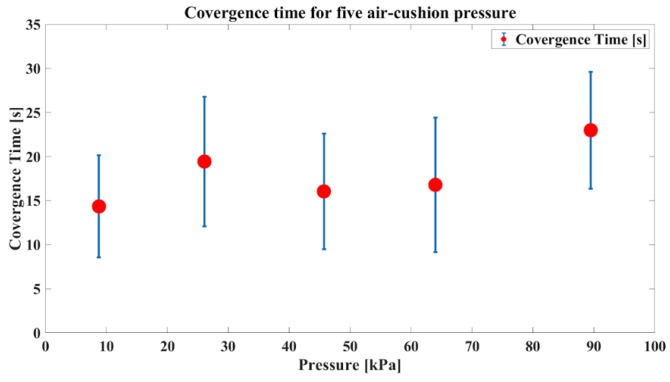 Covergence time for five air-cushion pressure
Covergence Time [s]
35
30
25
20
15
10
5
0
Covergence Time [s]
0 10 20 30 40 50 60 70 80 90 100
Pressure [kPa]